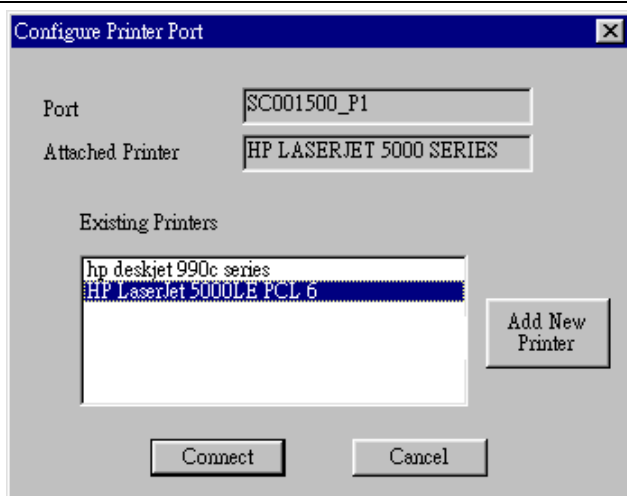 Configure Printer Port
Port
SC001500_P1
Attached Printer
HP LASERJET 5000 SERIES
Existing Printers
hp deskjet 990c series
HP LaserJet 5000LE PCL 6
Add New
Printer
Connect
Cancel